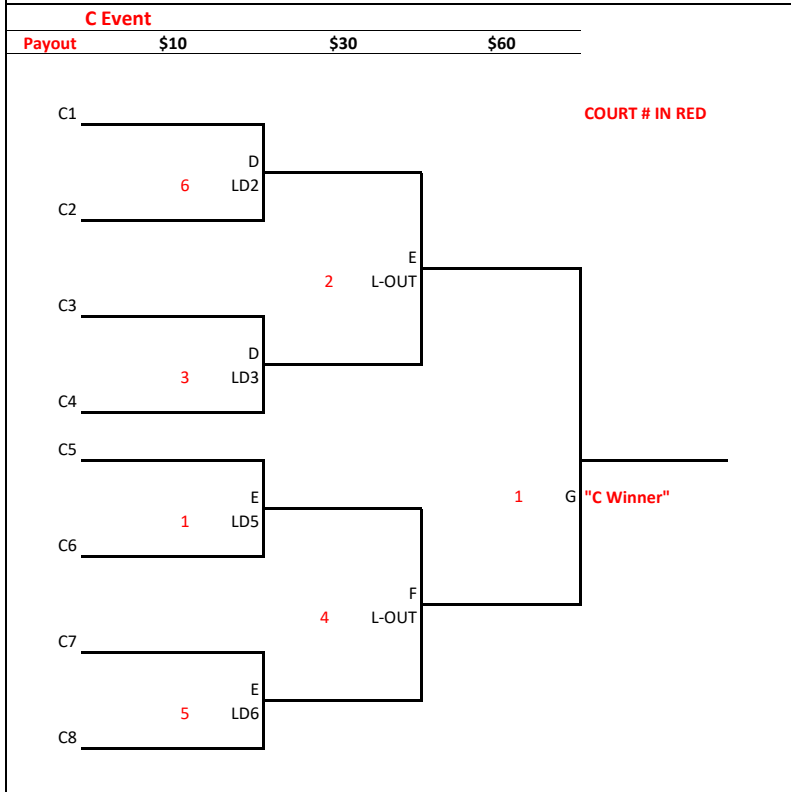 C Event
Payout $10 $30 $60
C1 COURT # IN RED
D
6 LD2
C2
E
2 L-OUT
C3
D
3 LD3
C4
C5
E
1 G "C Winner"
1 LD5
C6
F
4 L-OUT
C7
E
5 LD6
C8